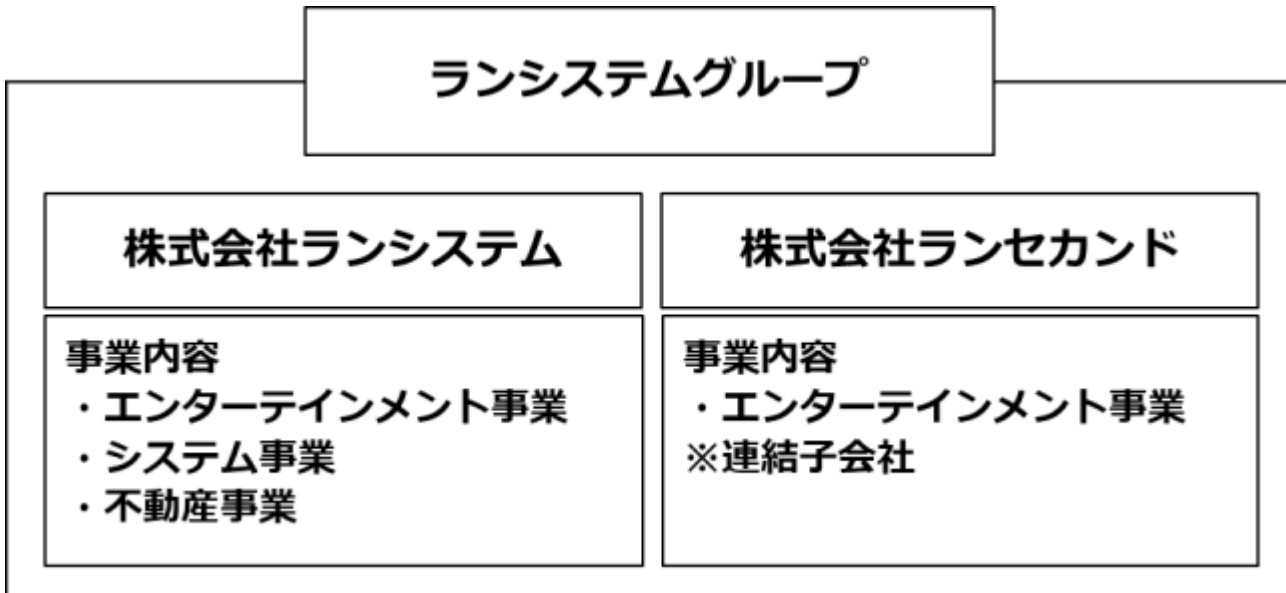 ランシステムグループ
株式会社ランシステム
事業内容
・エンターテインメント事業
・システム事業
・不動産事業
株式会社ランセカンド
事業内容
・エンターテインメント事業
※連結子会社